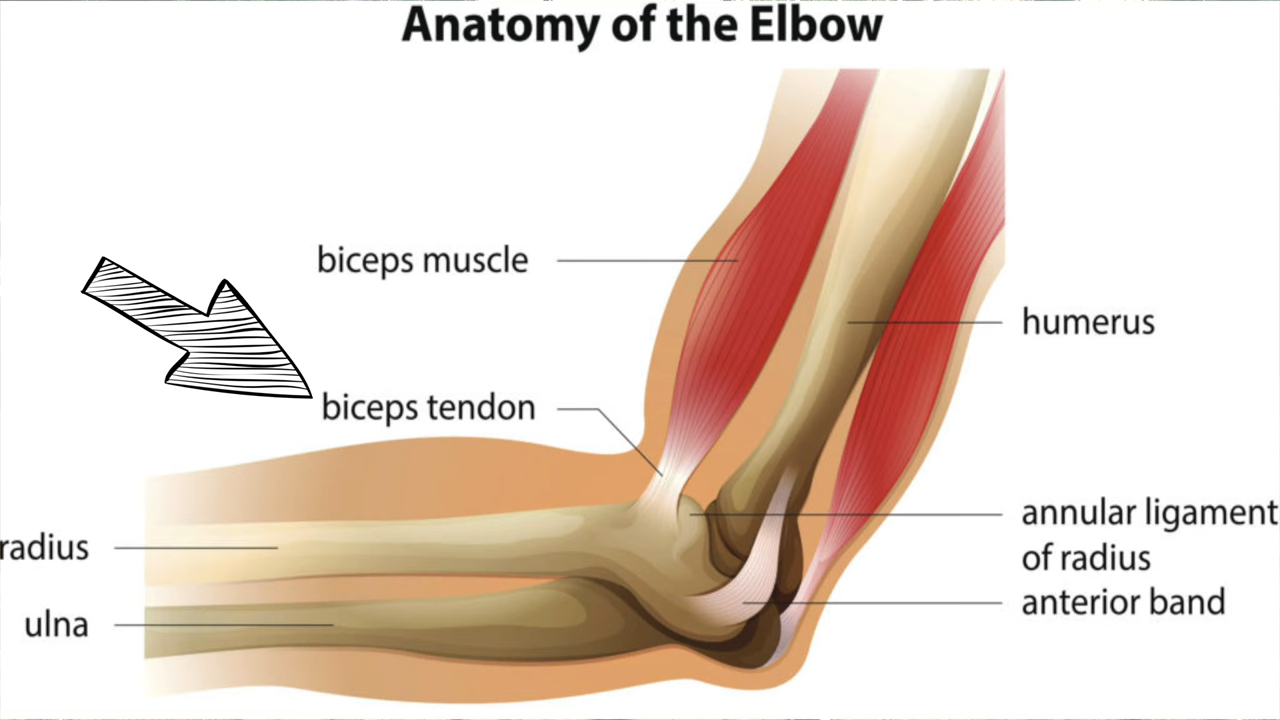 Anatomy of the Elbow
biceps muscle
humerus
biceps tendon
annular ligament
of radius
anterior band
radius
ulna